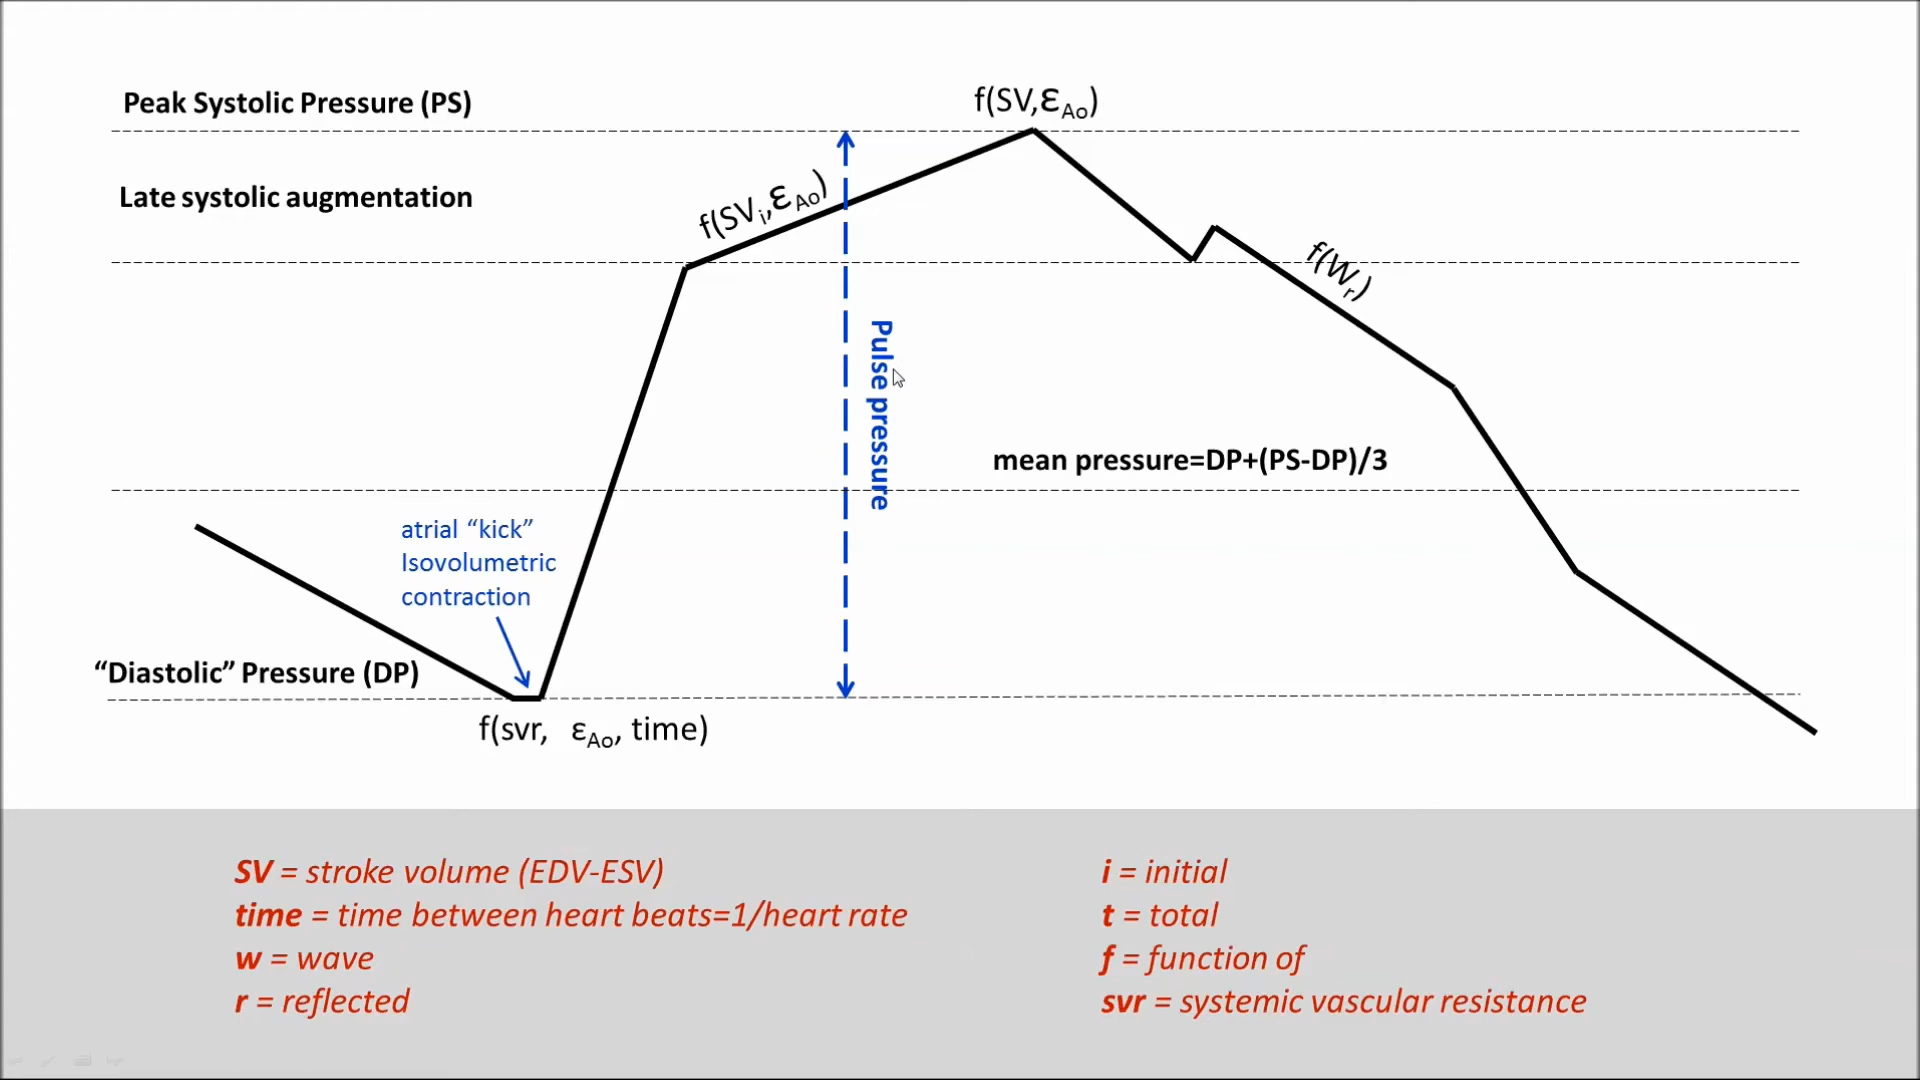 Peak Systolic Pressure (PS)
f(SV,εAo)
Late systolic augmentation
f(SVi,εAo)
f(Wr)
Pulse pressure
mean pressure=DP+(PS-DP)/3
atrial “kick”
Isovolumetric
contraction
“Diastolic” Pressure (DP)
f(svr, εAo, time)
SV = stroke volume (EDV-ESV)
time = time between heart beats=1/heart rate
w = wave
r = reflected
i = initial
t = total
f = function of
svr = systemic vascular resistance